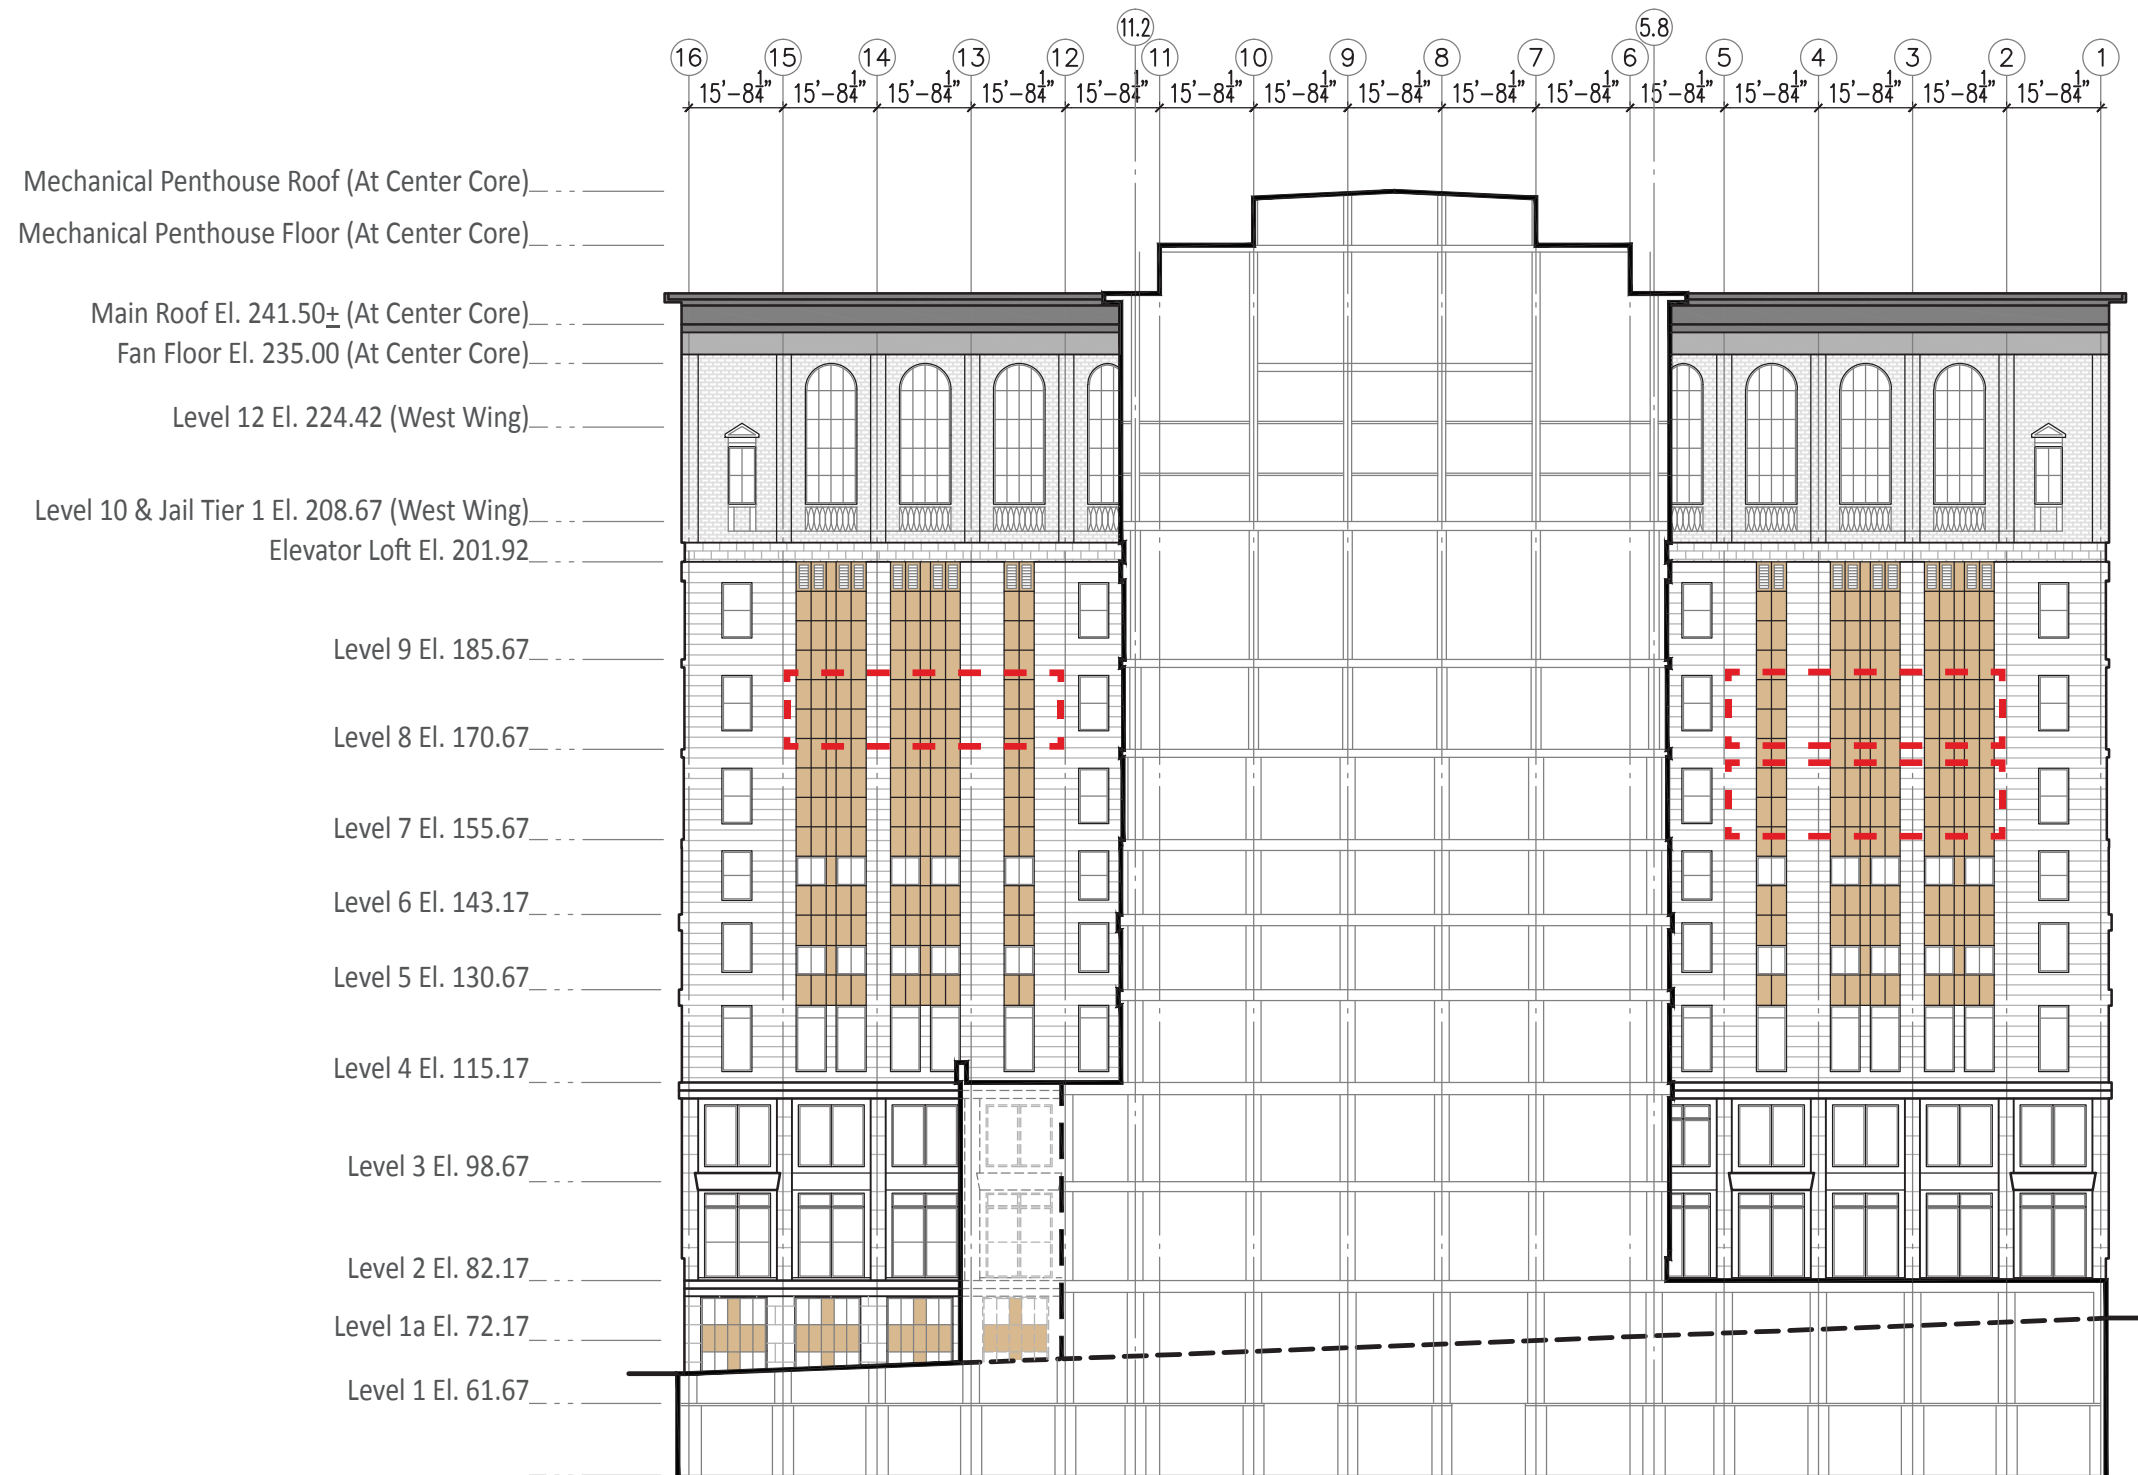 11.2 5.8
16 15 14 13 12 11 10 9 8 7 6 5 4 3 2 1
15'-8¼" 15'-8¼" 15'-8¼" 15'-8¼" 15'-8¼" 15'-8¼" 15'-8¼" 15'-8¼" 15'-8¼" 15'-8¼" 15'-8¼" 15'-8¼" 15'-8¼" 15'-8¼" 15'-8¼"
Mechanical Penthouse Roof (At Center Core)
Mechanical Penthouse Floor (At Center Core)
Main Roof El. 241.50± (At Center Core)
Fan Floor El. 235.00 (At Center Core)
Level 12 El. 224.42 (West Wing)
Level 10 & Jail Tier 1 El. 208.67 (West Wing)
Elevator Loft El. 201.92
Level 9 El. 185.67
Level 8 El. 170.67
Level 7 El. 155.67
Level 6 El. 143.17
Level 5 El. 130.67
Level 4 El. 115.17
Level 3 El. 98.67
Level 2 El. 82.17
Level 1a El. 72.17
Level 1 El. 61.67